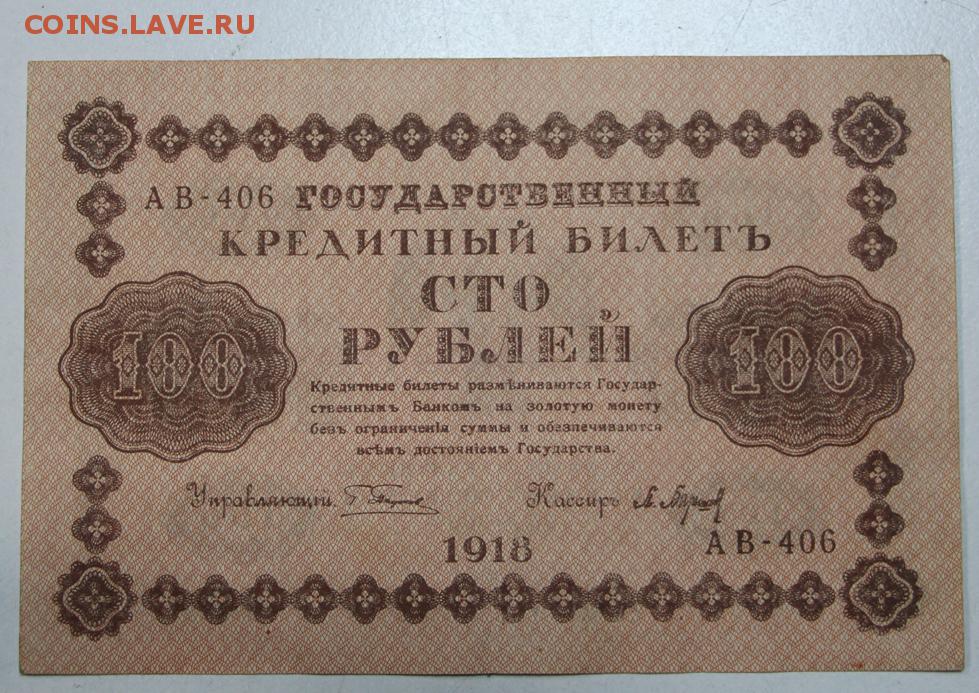 COINS.LAVE.RU
АВ-406 ГОСУДАРСТВЕННЫЙ
КРЕДИТНЫЙ БИЛЕТЪ
СТО
РУБЛЕЙ
100 100
Кредитные билеты размѣниваются Государ-
ственнымъ Банкомъ на золотую монету
безъ ограниченія суммы и обезпечиваются
всѣмъ достояніемъ Государства.
Управляющій Кассиръ
1918 АВ-406